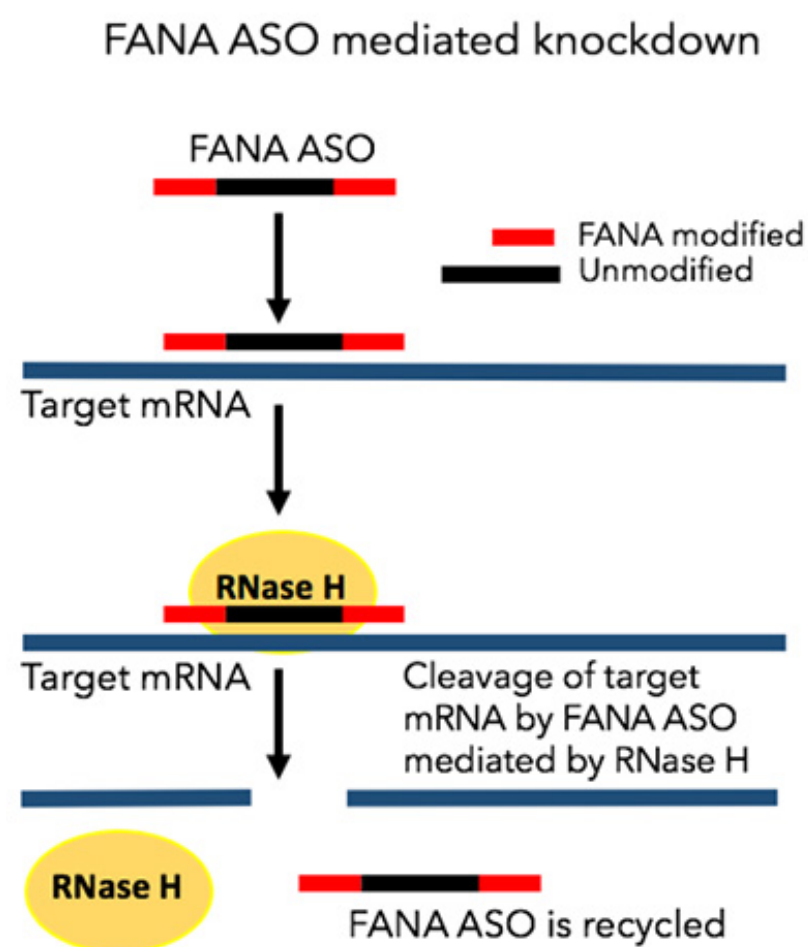 FANA ASO mediated knockdown
FANA ASO
FANA modified
Unmodified
Target mRNA
RNase H
Target mRNA
Cleavage of target
mRNA by FANA ASO
mediated by RNase H
RNase H
FANA ASO is recycled